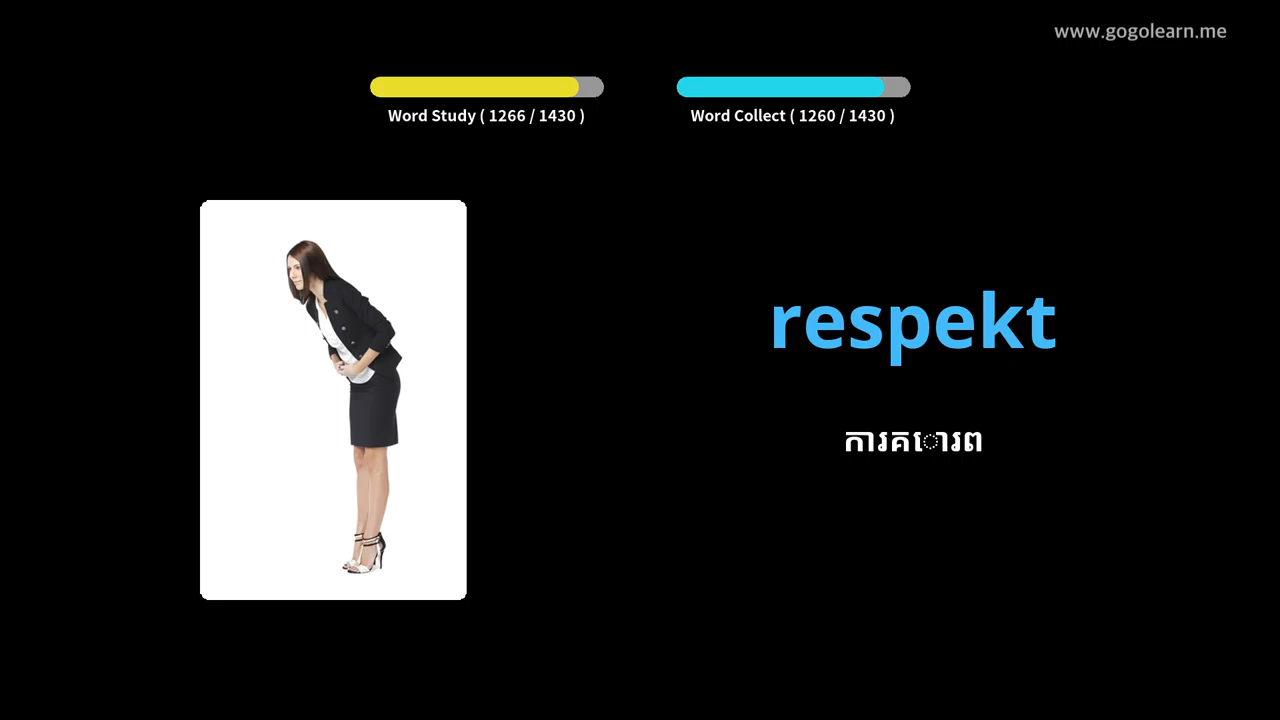 www.gogolearn.me
Word Study ( 1266 / 1430 )
Word Collect ( 1260 / 1430 )
respekt
ការគោរព